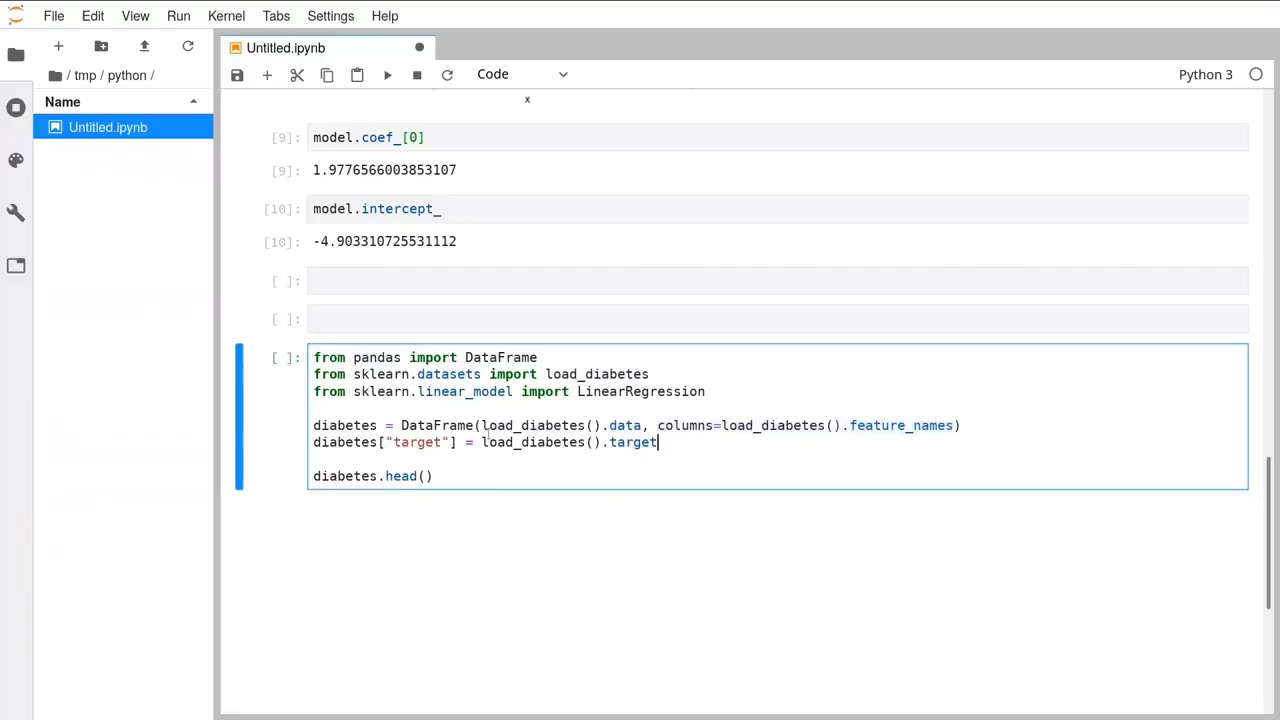 File Edit View Run Kernel Tabs Settings Help
Untitled.ipynb
Code
Python 3
/ tmp / python /
Name
Untitled.ipynb
x
[9]: model.coef_[0]
[9]: 1.9776566003853107
[10]: model.intercept_
[10]: -4.903310725531112
[ ]:
[ ]:
[ ]: from pandas import DataFrame
from sklearn.datasets import load_diabetes
from sklearn.linear_model import LinearRegression
diabetes = DataFrame(load_diabetes().data, columns=load_diabetes().feature_names)
diabetes["target"] = load_diabetes().target
diabetes.head()